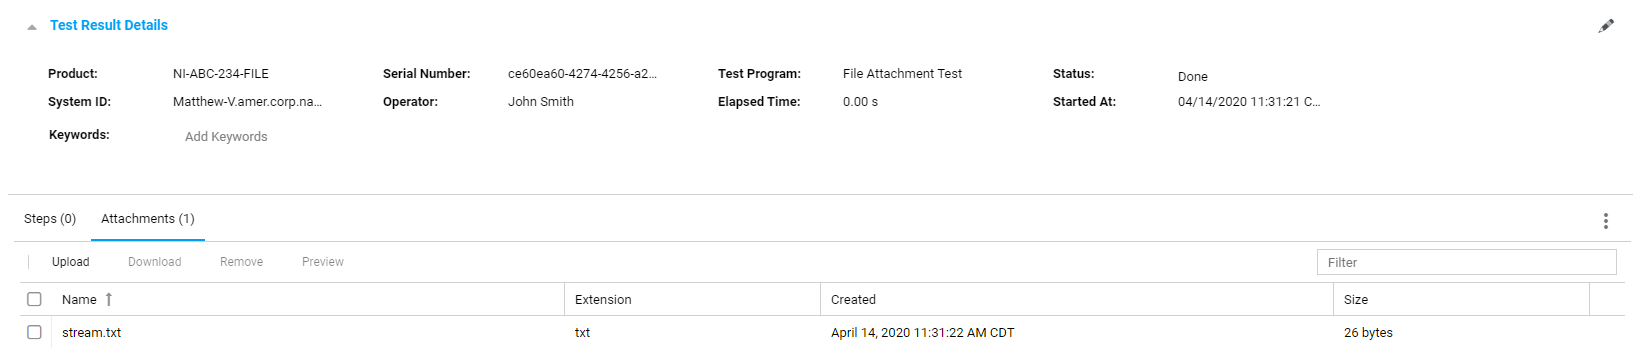 Test Result Details
Product: NI-ABC-234-FILE Serial Number: ce60ea60-4274-4256-a2... Test Program: File Attachment Test Status: Done
System ID: Matthew-V.amer.corp.na... Operator: John Smith Elapsed Time: 0.00 s Started At: 04/14/2020 11:31:21 C...
Keywords: Add Keywords
Steps (0) Attachments (1)
Upload Download Remove Preview Filter
Name Extension Created Size
stream.txt txt April 14, 2020 11:31:22 AM CDT 26 bytes